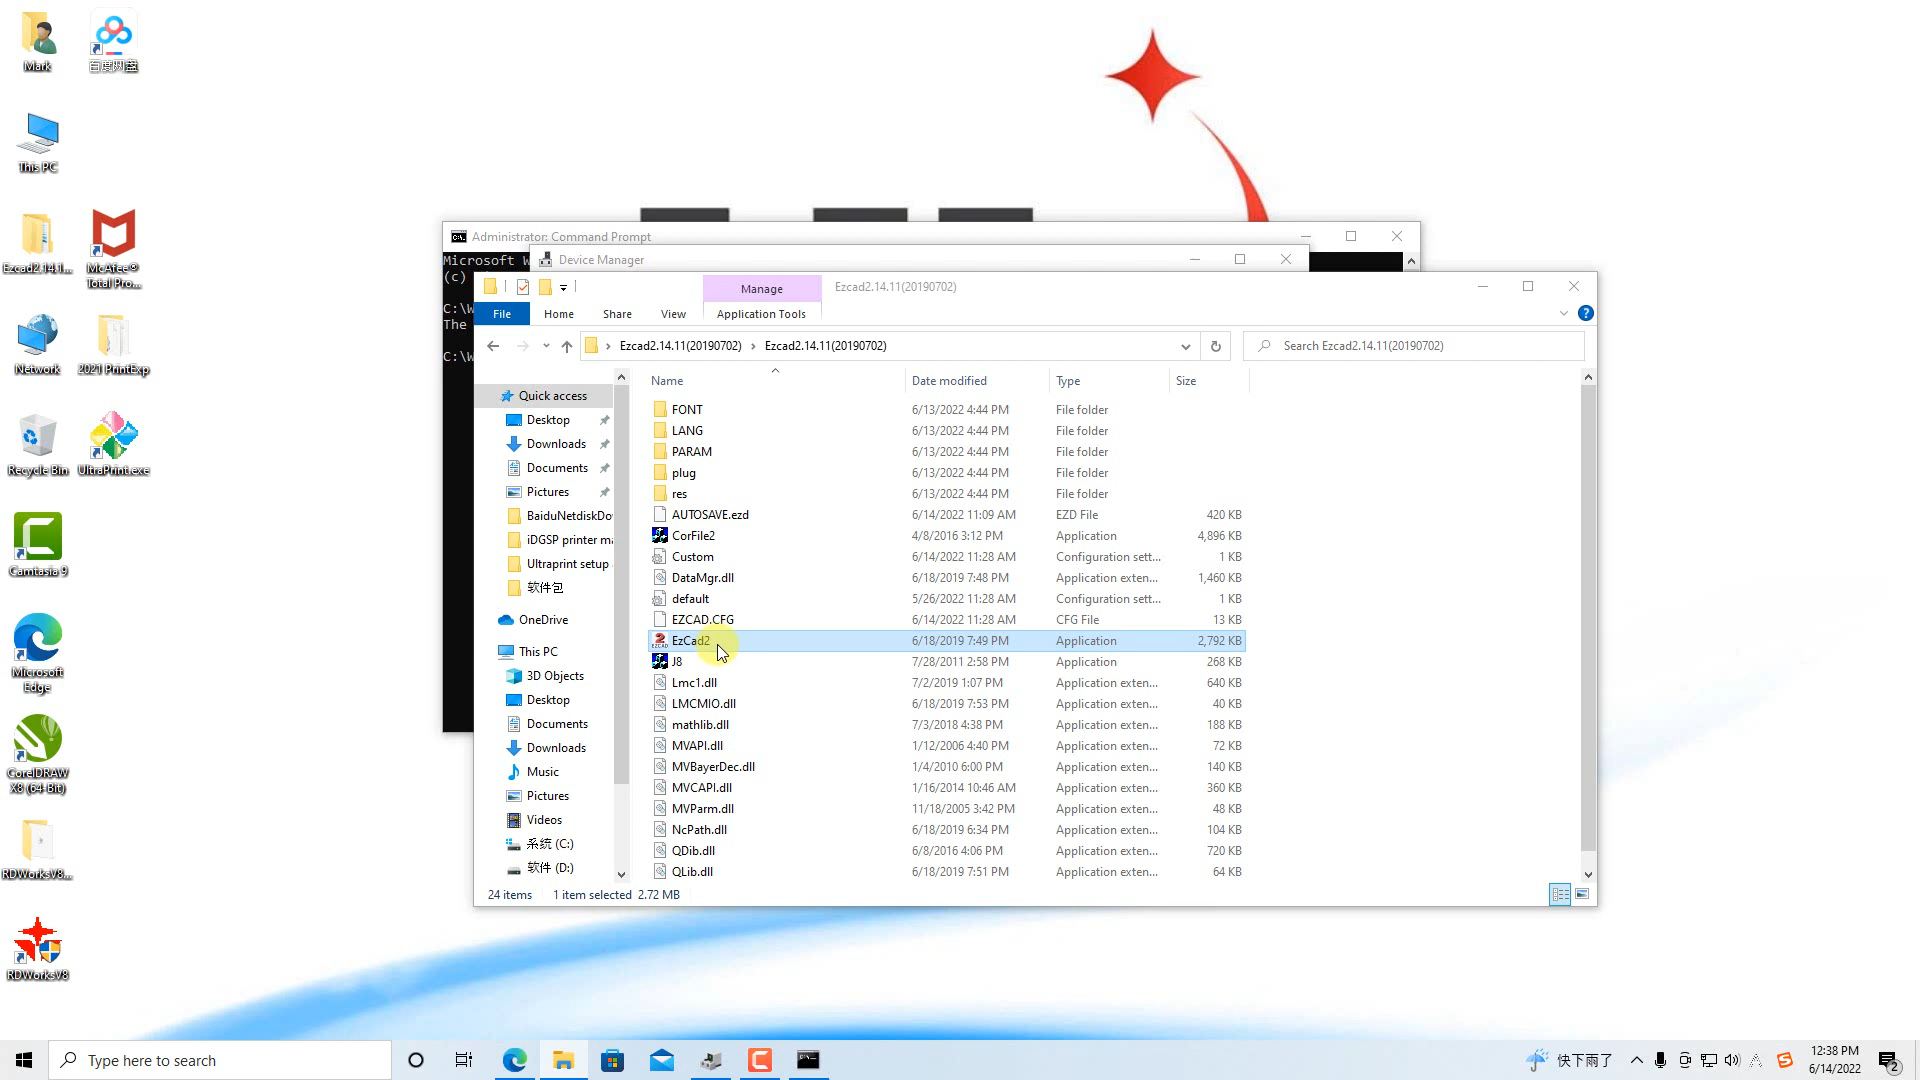 Mark
百度网盘
This PC
Ezcad2.14.1...
McAfee®
Total Pro...
Network
2021 PrintExp
Recycle Bin
UltraPrint.exe
Camtasia 9
Microsoft
Edge
CorelDRAW
X8 (64-Bit)
RDWorksV8...
RDWorksV8
Administrator: Command Prompt
Microsoft W
(c)
C:\W
The
C:\W
Device Manager
Manage
Ezcad2.14.11(20190702)
File
Home
Share
View
Application Tools
Ezcad2.14.11(20190702) › Ezcad2.14.11(20190702)
Search Ezcad2.14.11(20190702)
Quick access
Desktop
Downloads
Documents
Pictures
BaiduNetdiskDo
iDGSP printer ma
Ultraprint setup
软件包
OneDrive
This PC
3D Objects
Desktop
Documents
Downloads
Music
Pictures
Videos
系统 (C:)
软件 (D:)
Name Date modified Type Size
FONT 6/13/2022 4:44 PM File folder
LANG 6/13/2022 4:44 PM File folder
PARAM 6/13/2022 4:44 PM File folder
plug 6/13/2022 4:44 PM File folder
res 6/13/2022 4:44 PM File folder
AUTOSAVE.ezd 6/14/2022 11:09 AM EZD File 420 KB
CorFile2 4/8/2016 3:12 PM Application 4,896 KB
Custom 6/14/2022 11:28 AM Configuration sett... 1 KB
DataMgr.dll 6/18/2019 7:48 PM Application exten... 1,460 KB
default 5/26/2022 11:28 AM Configuration sett... 1 KB
EZCAD.CFG 6/14/2022 11:28 AM CFG File 13 KB
EzCad2 6/18/2019 7:49 PM Application 2,792 KB
J8 7/28/2011 2:58 PM Application 268 KB
Lmc1.dll 7/2/2019 1:07 PM Application exten... 640 KB
LMCMIO.dll 6/18/2019 7:53 PM Application exten... 40 KB
mathlib.dll 7/3/2018 4:38 PM Application exten... 188 KB
MVAPI.dll 1/12/2006 4:40 PM Application exten... 72 KB
MVBayerDec.dll 1/4/2010 6:00 PM Application exten... 140 KB
MVCAPI.dll 1/16/2014 10:46 AM Application exten... 360 KB
MVParm.dll 11/18/2005 3:42 PM Application exten... 48 KB
NcPath.dll 6/18/2019 6:34 PM Application exten... 104 KB
QDib.dll 6/8/2016 4:06 PM Application exten... 720 KB
QLib.dll 6/18/2019 7:51 PM Application exten... 64 KB
24 items 1 item selected 2.72 MB
Type here to search
快下雨了
12:38 PM
6/14/2022
2